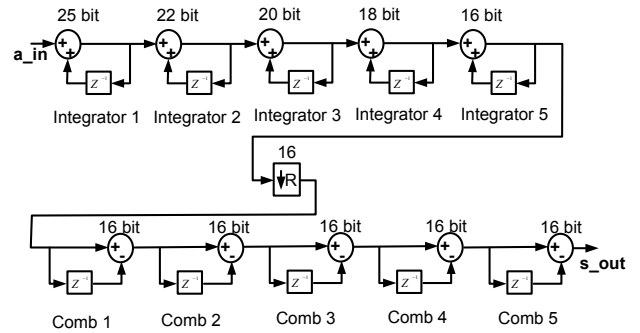 25 bit 22 bit 20 bit 18 bit 16 bit
+ + + + +
a_in + + + + +
Z⁻¹ Z⁻¹ Z⁻¹ Z⁻¹ Z⁻¹
Integrator 1 Integrator 2 Integrator 3 Integrator 4 Integrator 5
16
↓R
16 bit 16 bit 16 bit 16 bit 16 bit
+ + + + +
- - - - - s_out
Z⁻¹ Z⁻¹ Z⁻¹ Z⁻¹ Z⁻¹
Comb 1 Comb 2 Comb 3 Comb 4 Comb 5